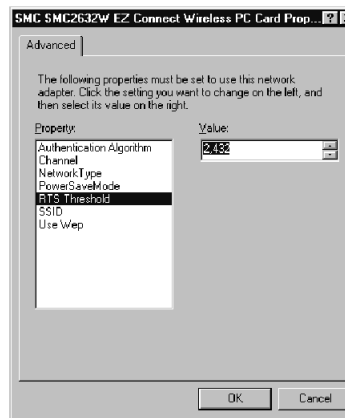 SMC SMC2632W EZ Connect Wireless PC Card Prop...
Advanced
The following properties must be set to use this network
adapter. Click the setting you want to change on the left, and
then select its value on the right.
Property:
Authentication Algorithm
Channel
NetworkType
PowerSaveMode
RTS Threshold
SSID
Use Wep
Value:
2,432
OK
Cancel